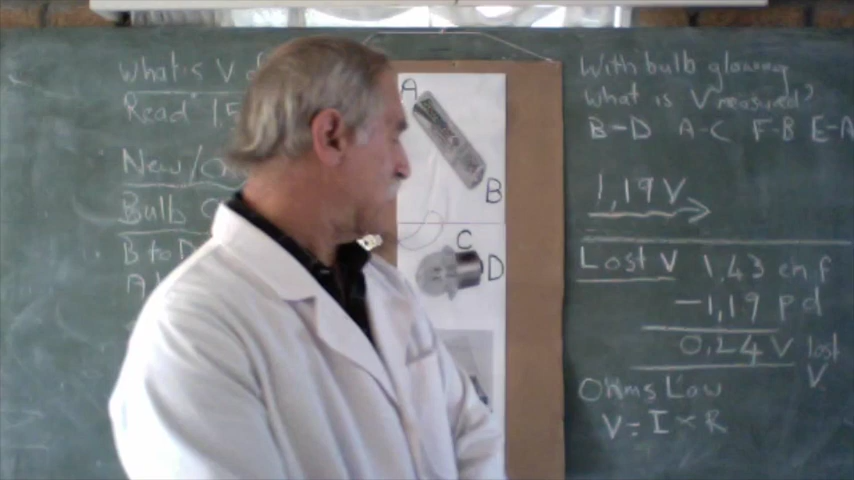 What is V
Read 1,5
New/
Bulb
B to D
A
A
B
C
D
With bulb glowing
what is V measured?
B-D A-C F-B E-A
1,19V
Lost V 1,43 emf
-1,19 pd
0,24V lost
V
Ohms Law
V = I × R